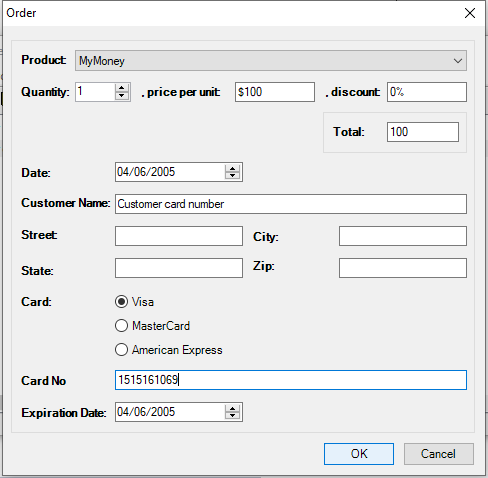 Order
Product: MyMoney
Quantity: 1 , price per unit: $100 , discount: 0%
Total: 100
Date: 04/06/2005
Customer Name: Customer card number
Street: City:
State: Zip:
Card: Visa
MasterCard
American Express
Card No 1515161069
Expiration Date: 04/06/2005
OK Cancel